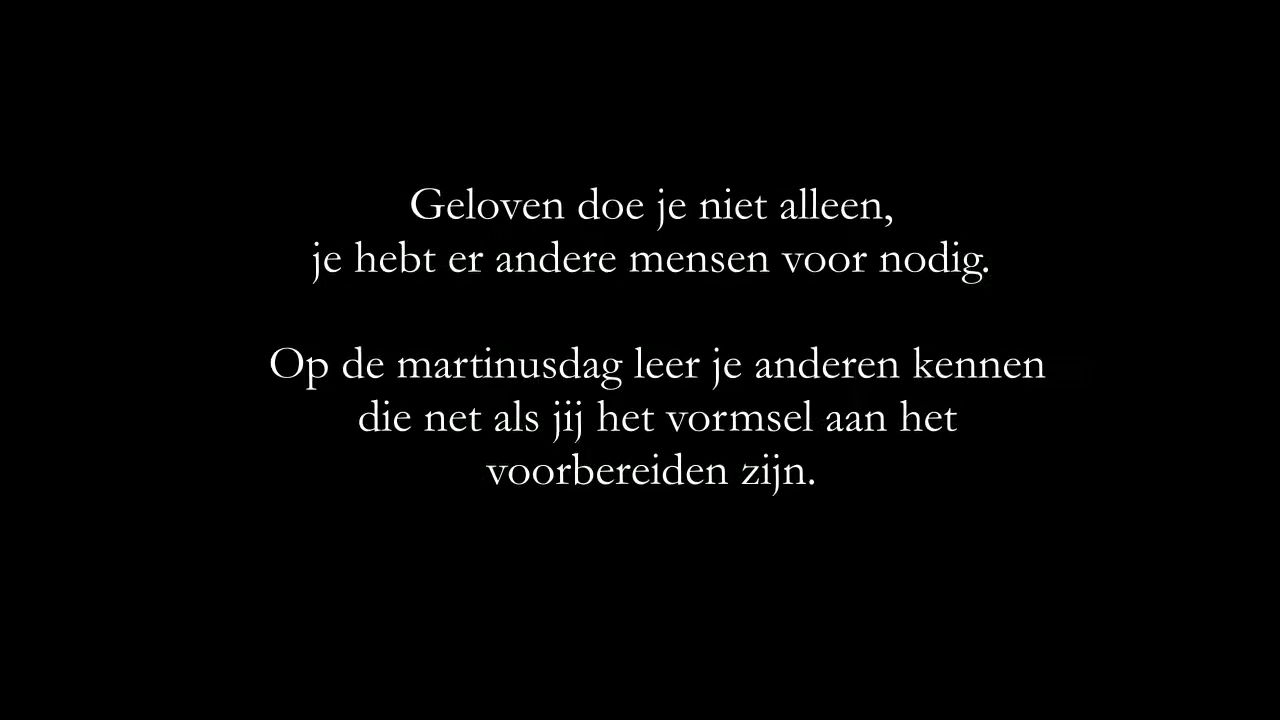 Geloven doe je niet alleen,
je hebt er andere mensen voor nodig.
Op de martinusdag leer je anderen kennen
die net als jij het vormsel aan het
voorbereiden zijn.